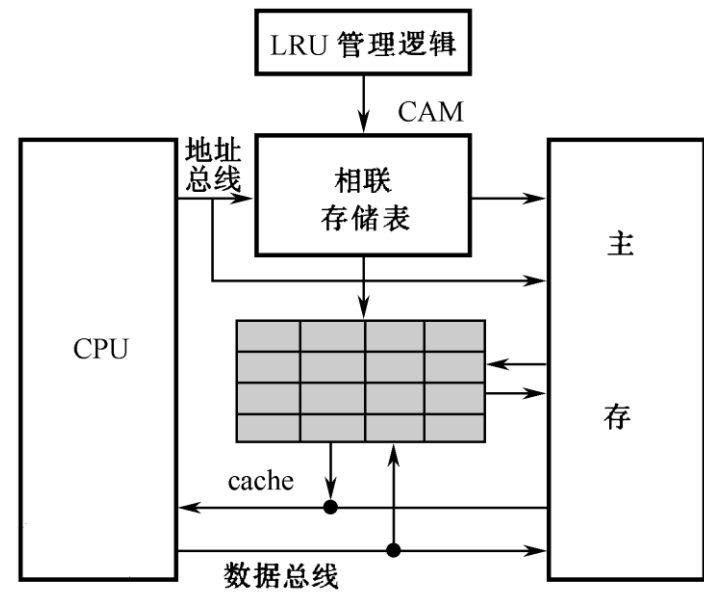 LRU 管理逻辑
CAM
地址
总线
相联
存储表
主
存
CPU
cache
数据总线